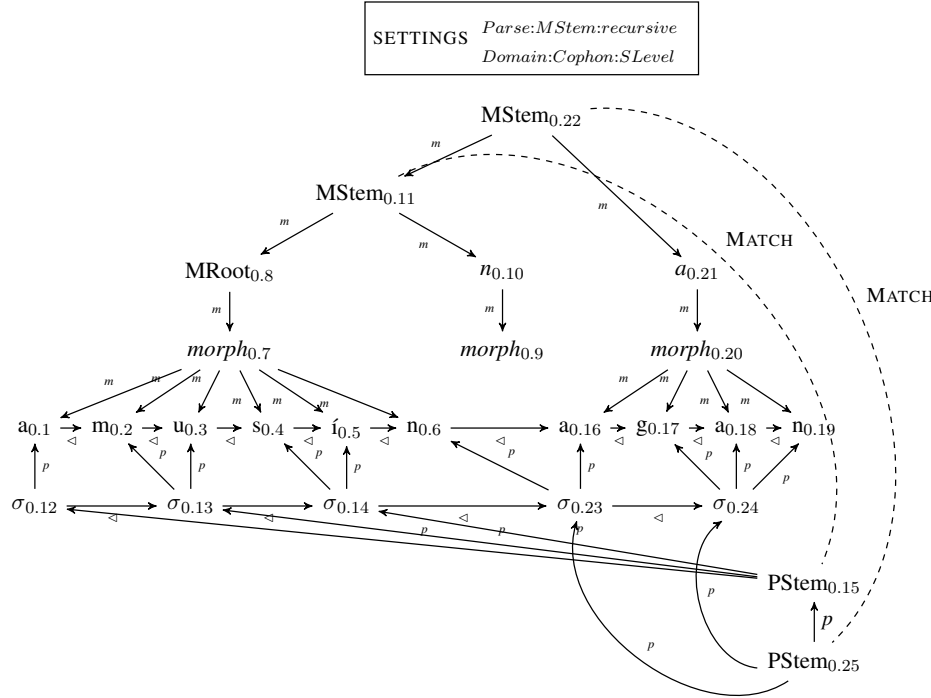 SETTINGS Parse:MStem:recursive
Domain:Cophon:SLevel
MStem₀.₂₂
m
MStem₀.₁₁
m m m
MATCH
MRoot₀.₈ n₀.₁₀ a₀.₂₁
MATCH
m m m
morph₀.₇ morph₀.₉ morph₀.₂₀
m m m m m m m m m m
a₀.₁ m₀.₂ u₀.₃ s₀.₄ í₀.₅ n₀.₆ a₀.₁₆ g₀.₁₇ a₀.₁₈ n₀.₁₉
◁ ◁ ◁ ◁ ◁ ◁ ◁ ◁ ◁
p p p p p p p p p
σ₀.₁₂ σ₀.₁₃ σ₀.₁₄ σ₀.₂₃ σ₀.₂₄
◁ ◁ ◁ ◁
p p p
PStem₀.₁₅
p
p
p
PStem₀.₂₅